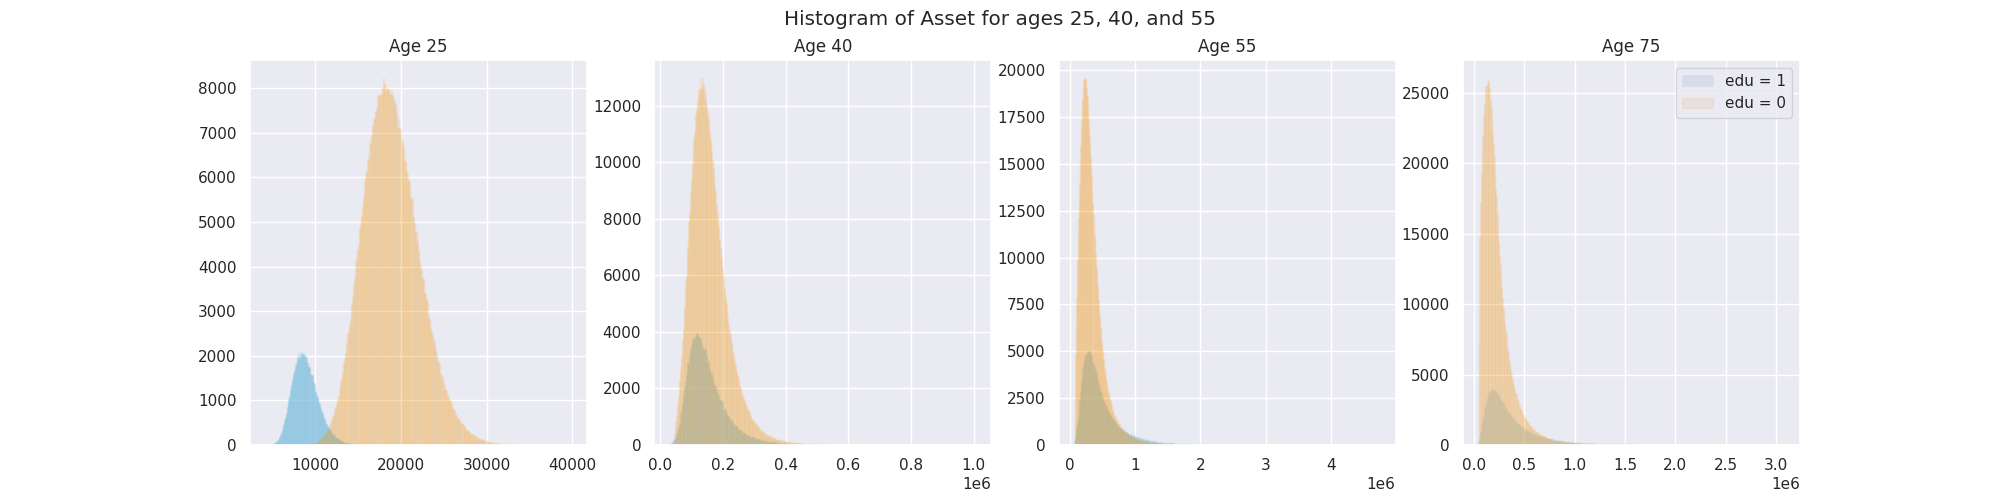 Histogram of Asset for ages 25, 40, and 55
Age 25
8000
7000
6000
5000
4000
3000
2000
1000
0
10000 20000 30000 40000
Age 40
12000
10000
8000
6000
4000
2000
0
0.0 0.2 0.4 0.6 0.8 1.0
1e6
Age 55
20000
17500
15000
12500
10000
7500
5000
2500
0
0 1 2 3 4
1e6
Age 75
edu = 1
edu = 0
25000
20000
15000
10000
5000
0
0.0 0.5 1.0 1.5 2.0 2.5 3.0
1e6